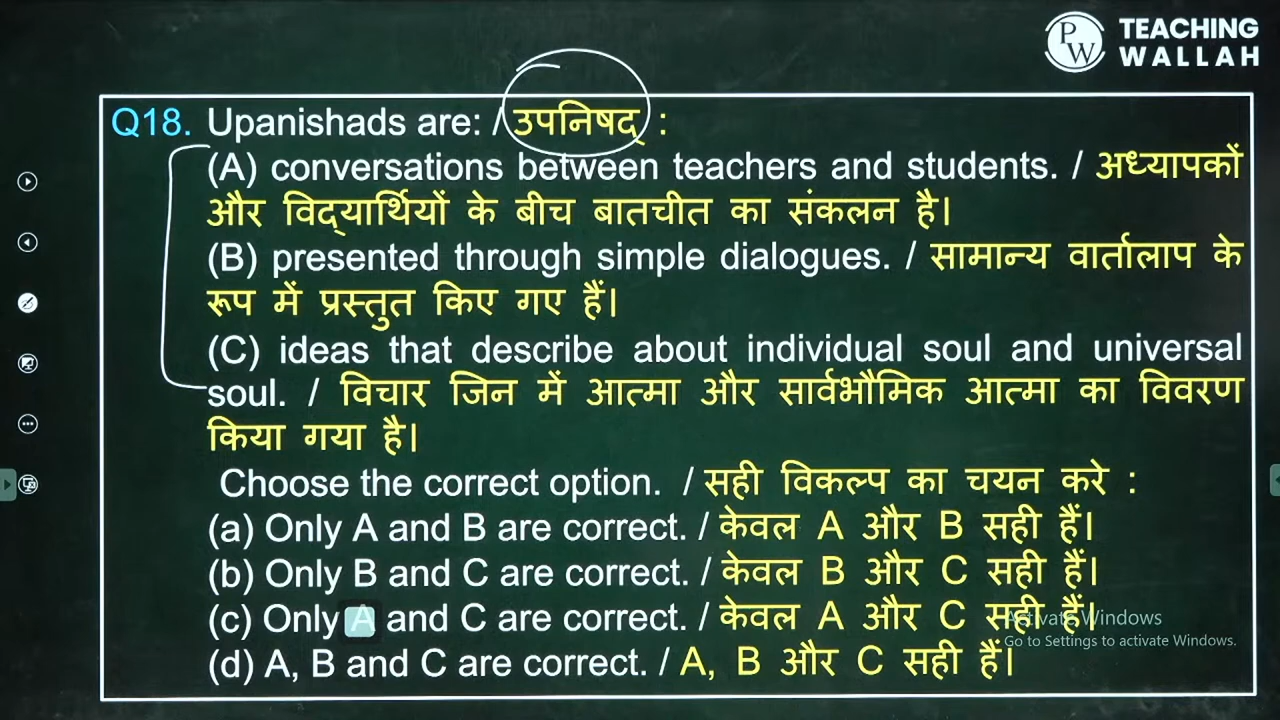 PW TEACHING
WALLAH
Q18. Upanishads are: / उपनिषद् :
(A) conversations between teachers and students. / अध्यापकों
और विद्यार्थियों के बीच बातचीत का संकलन है।
(B) presented through simple dialogues. / सामान्य वार्तालाप के
रूप में प्रस्तुत किए गए हैं।
(C) ideas that describe about individual soul and universal
soul. / विचार जिन में आत्मा और सार्वभौमिक आत्मा का विवरण
किया गया है।
Choose the correct option. / सही विकल्प का चयन करे :
(a) Only A and B are correct. / केवल A और B सही हैं।
(b) Only B and C are correct. / केवल B और C सही हैं।
(c) Only A and C are correct. / केवल A और C सही हैं।
Activate Windows
Go to Settings to activate Windows.
(d) A, B and C are correct. / A, B और C सही हैं।